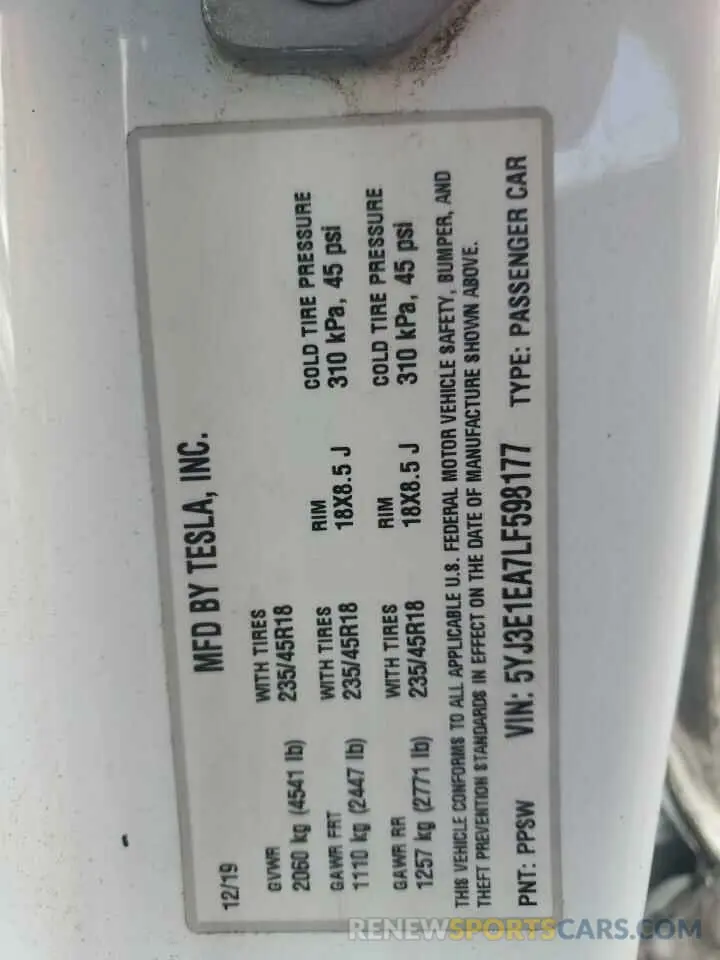 MFD BY TESLA, INC.
12/19
GVWR WITH TIRES
2060 kg (4541 lb) 235/45R18
GAWR FRT WITH TIRES RIM COLD TIRE PRESSURE
1110 kg (2447 lb) 235/45R18 18X8.5 J 310 kPa, 45 psi
GAWR RR WITH TIRES RIM COLD TIRE PRESSURE
1257 kg (2771 lb) 235/45R18 18X8.5 J 310 kPa, 45 psi
THIS VEHICLE CONFORMS TO ALL APPLICABLE U.S. FEDERAL MOTOR VEHICLE SAFETY, BUMPER, AND
THEFT PREVENTION STANDARDS IN EFFECT ON THE DATE OF MANUFACTURE SHOWN ABOVE.
PNT: PPSW VIN: 5YJ3E1EA7LF598177 TYPE: PASSENGER CAR
RENEWSPORTSCARS.COM